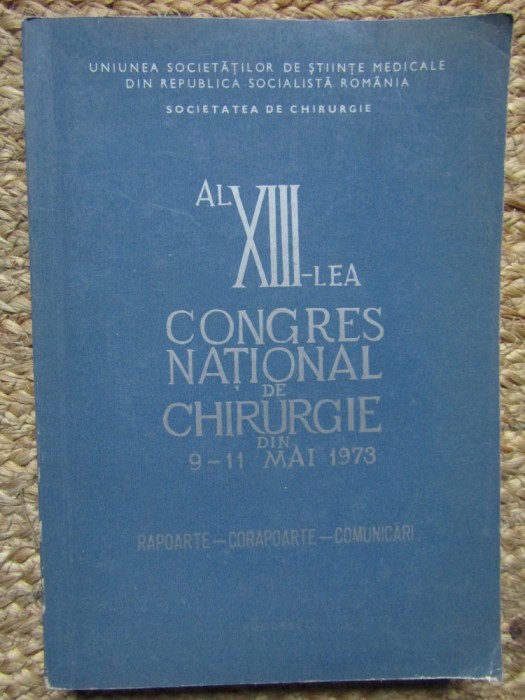 UNIUNEA SOCIETĂȚILOR DE ȘTIINȚE MEDICALE
DIN REPUBLICA SOCIALISTĂ ROMÂNIA
SOCIETATEA DE CHIRURGIE
AL XIII-LEA
CONGRES
NAȚIONAL
DE
CHIRURGIE
DIN
9-11 MAI 1973
RAPOARTE-CORAPOARTE-COMUNICĂRI